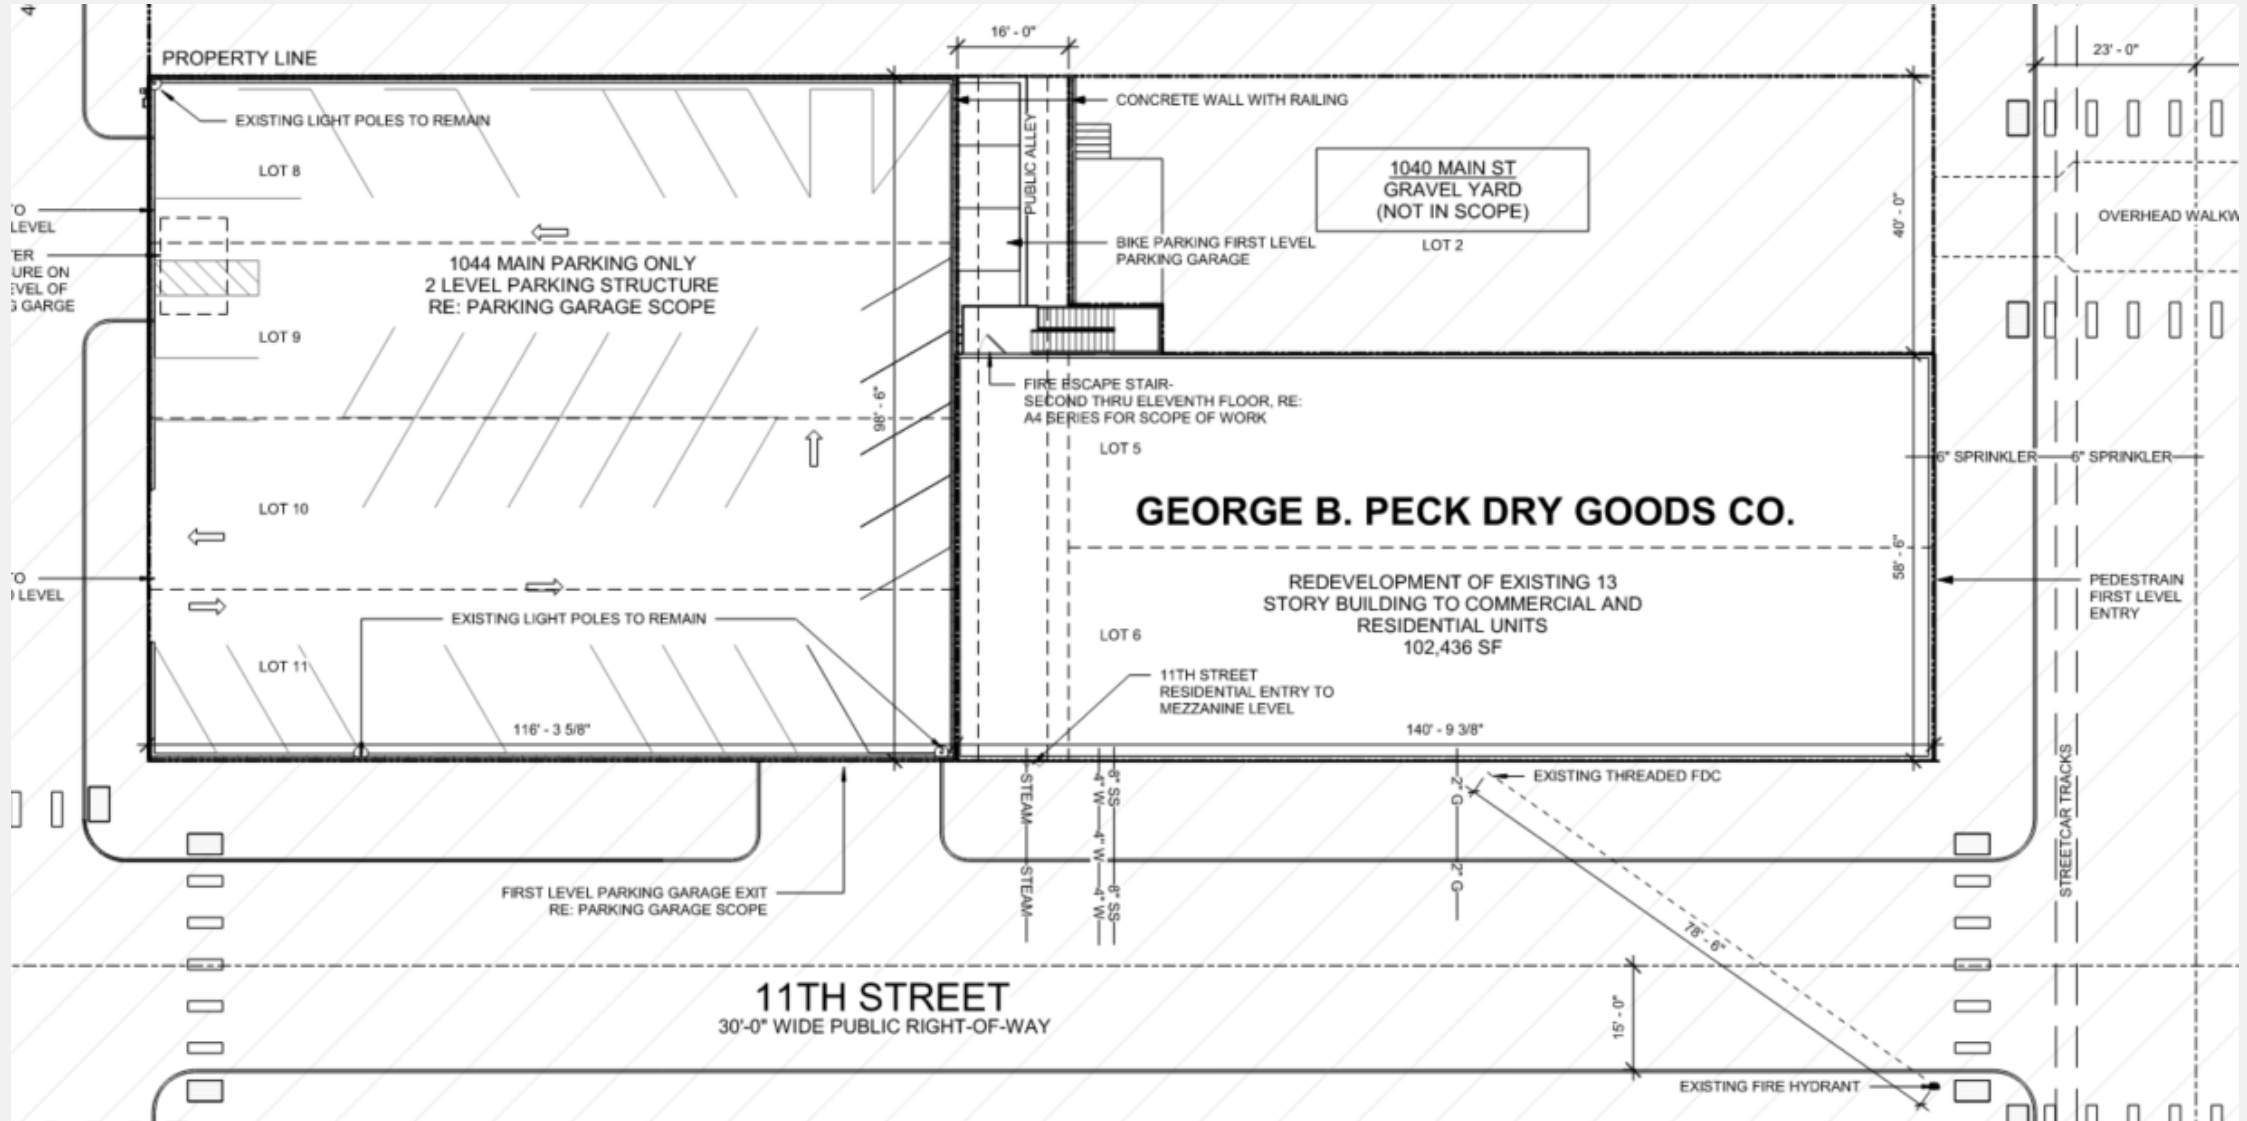 16' - 0"
23' - 0"
PROPERTY LINE
CONCRETE WALL WITH RAILING
EXISTING LIGHT POLES TO REMAIN
PUBLIC ALLEY
LOT 8
1040 MAIN ST
GRAVEL YARD
(NOT IN SCOPE)
LOT 2
40' - 0"
OVERHEAD WALKW
LEVEL
URE ON
EVEL OF
GARGE
1044 MAIN PARKING ONLY
2 LEVEL PARKING STRUCTURE
RE: PARKING GARAGE SCOPE
BIKE PARKING FIRST LEVEL
PARKING GARAGE
LOT 9
98' - 6"
FIRE ESCAPE STAIR-
SECOND THRU ELEVENTH FLOOR, RE:
A4 SERIES FOR SCOPE OF WORK
LOT 5
6" SPRINKLER
6" SPRINKLER
LOT 10
GEORGE B. PECK DRY GOODS CO.
58' - 6"
LEVEL
REDEVELOPMENT OF EXISTING 13
STORY BUILDING TO COMMERCIAL AND
RESIDENTIAL UNITS
102,436 SF
PEDESTRAIN
FIRST LEVEL
ENTRY
EXISTING LIGHT POLES TO REMAIN
LOT 6
LOT 11
11TH STREET
RESIDENTIAL ENTRY TO
MEZZANINE LEVEL
116' - 3 5/8"
140' - 9 3/8"
STEAM
STEAM
4" W
4" W
4" W
8" SS
8" SS
2" G
2" G
EXISTING THREADED FDC
STREETCAR TRACKS
FIRST LEVEL PARKING GARAGE EXIT
RE: PARKING GARAGE SCOPE
78' - 6"
11TH STREET
30'-0" WIDE PUBLIC RIGHT-OF-WAY
15' - 0"
EXISTING FIRE HYDRANT